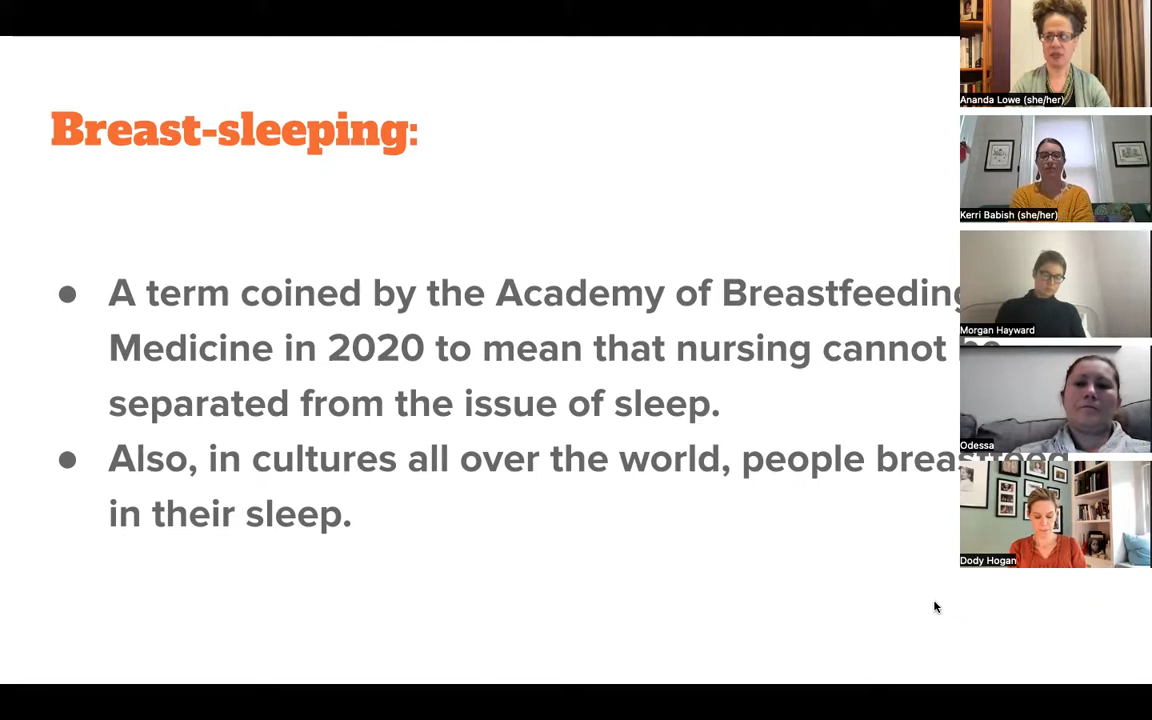 Breast-sleeping:
A term coined by the Academy of Breastfeeding
Medicine in 2020 to mean that nursing cannot be
separated from the issue of sleep.
Also, in cultures all over the world, people breastfeed
in their sleep.
Ananda Lowe (she/her)
Kerri Babish (she/her)
Morgan Hayward
Odessa
Dody Hogan